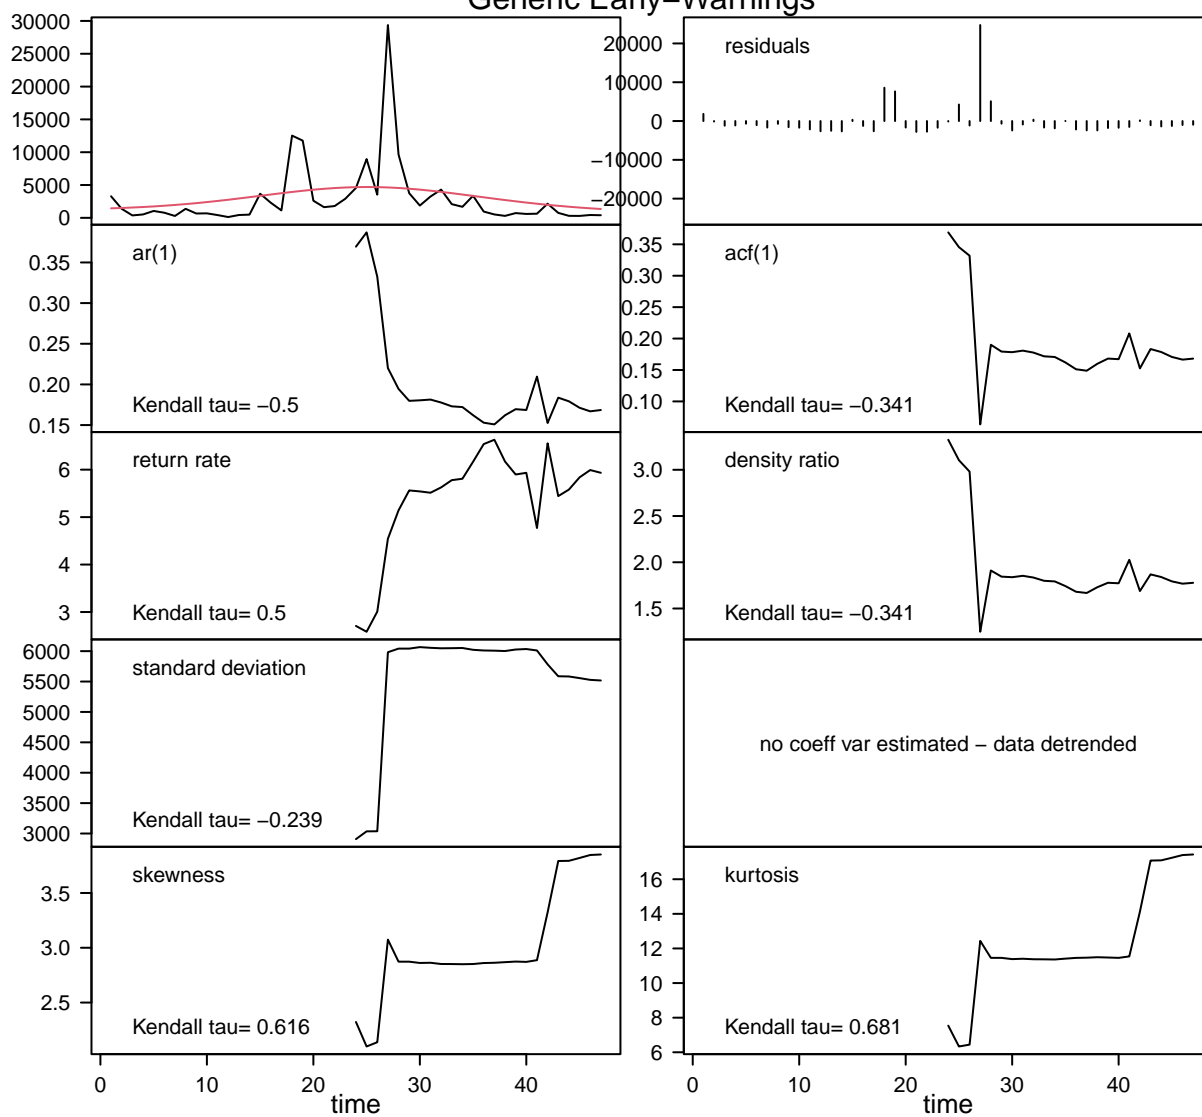 Generic Early−Warnings
30000
25000
20000
15000
10000
5000
0
residuals
20000
10000
0
−10000
−20000
ar(1)
0.35
0.30
0.25
0.20
0.15
Kendall tau= −0.5
acf(1)
0.35
0.30
0.25
0.20
0.15
0.10
Kendall tau= −0.341
return rate
6
5
4
3
Kendall tau= 0.5
density ratio
3.0
2.5
2.0
1.5
Kendall tau= −0.341
standard deviation
6000
5500
5000
4500
4000
3500
3000
Kendall tau= −0.239
no coeff var estimated − data detrended
skewness
3.5
3.0
2.5
Kendall tau= 0.616
0 10 20 30 40
time
kurtosis
16
14
12
10
8
6
Kendall tau= 0.681
0 10 20 30 40
time